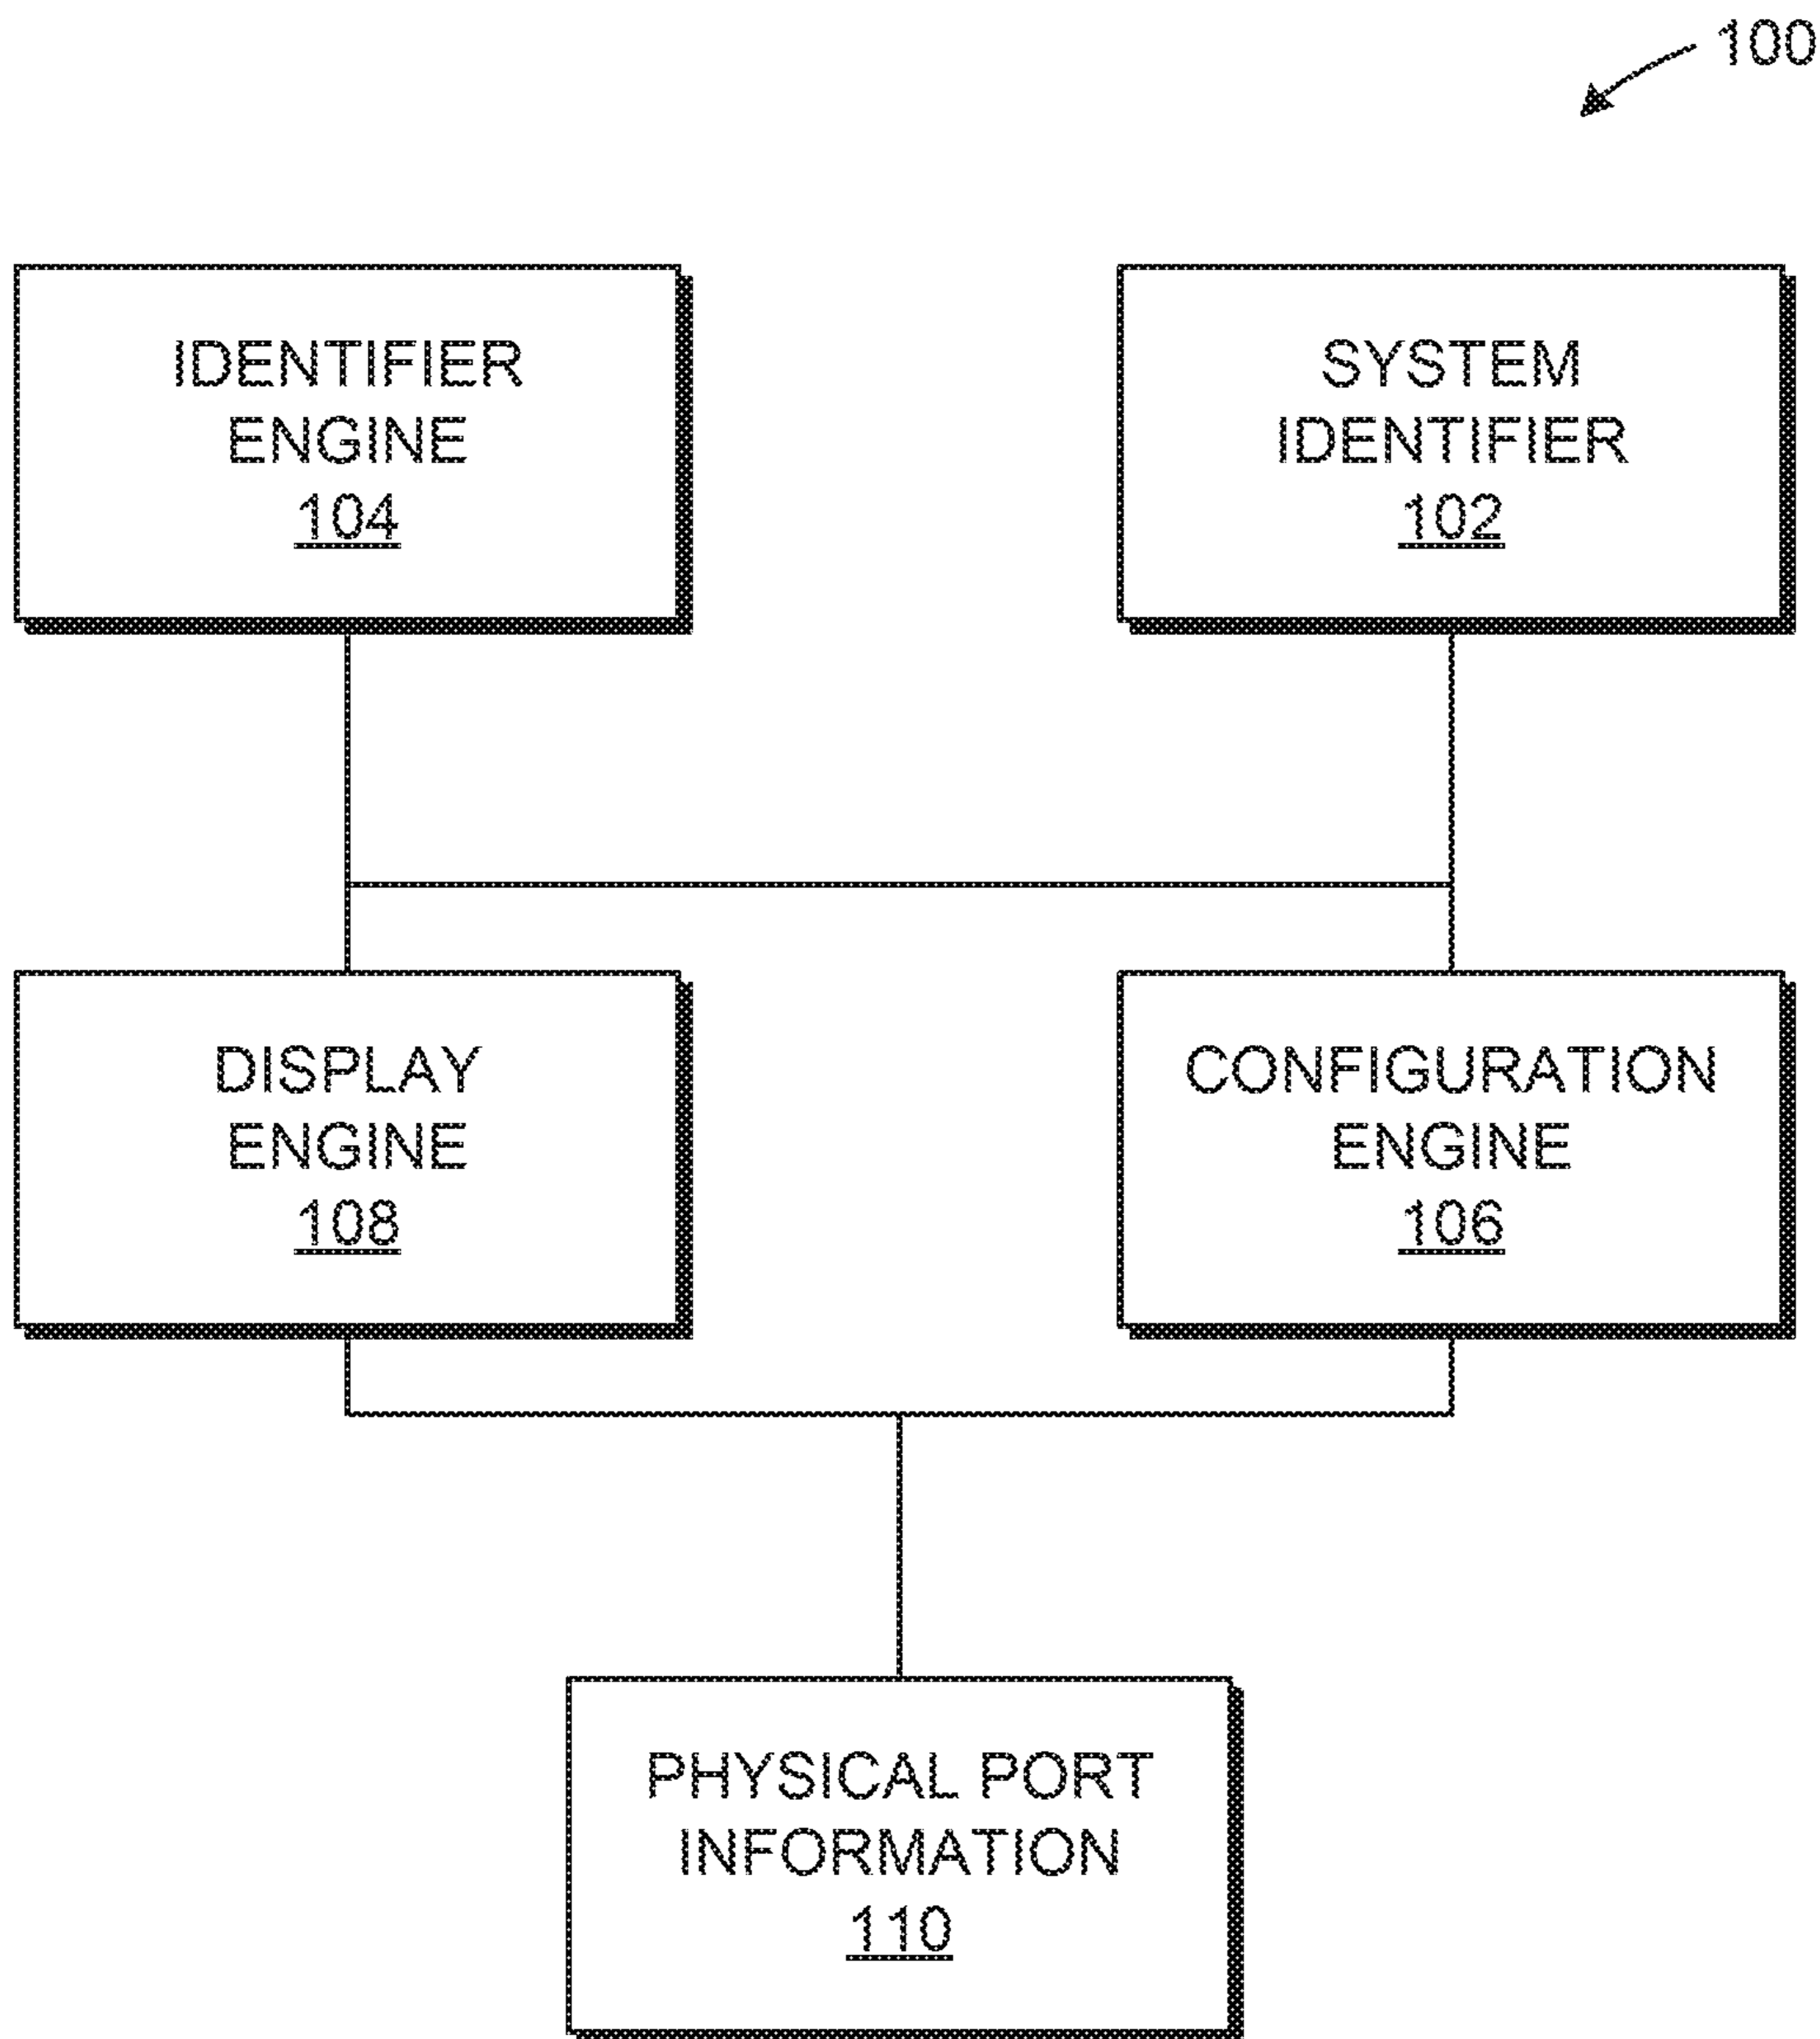 100
IDENTIFIER
ENGINE
104
SYSTEM
IDENTIFIER
102
DISPLAY
ENGINE
108
CONFIGURATION
ENGINE
106
PHYSICAL PORT
INFORMATION
110